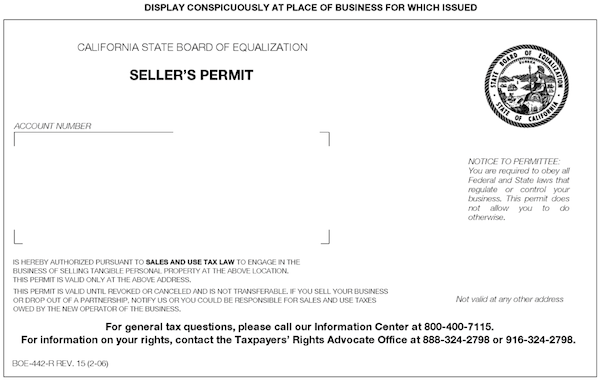 DISPLAY CONSPICUOUSLY AT PLACE OF BUSINESS FOR WHICH ISSUED
CALIFORNIA STATE BOARD OF EQUALIZATION
SELLER'S PERMIT
STATE BOARD OF EQUALIZATION
EUREKA
STATE OF CALIFORNIA
ACCOUNT NUMBER
NOTICE TO PERMITTEE:
You are required to obey all
Federal and State laws that
regulate or control your
business. This permit does
not allow you to do
otherwise.
IS HEREBY AUTHORIZED PURSUANT TO SALES AND USE TAX LAW TO ENGAGE IN THE
BUSINESS OF SELLING TANGIBLE PERSONAL PROPERTY AT THE ABOVE LOCATION.
THIS PERMIT IS VALID ONLY AT THE ABOVE ADDRESS.
THIS PERMIT IS VALID UNTIL REVOKED OR CANCELED AND IS NOT TRANSFERABLE. IF YOU SELL YOUR BUSINESS
OR DROP OUT OF A PARTNERSHIP, NOTIFY US OR YOU COULD BE RESPONSIBLE FOR SALES AND USE TAXES
OWED BY THE NEW OPERATOR OF THE BUSINESS.
Not valid at any other address
For general tax questions, please call our Information Center at 800-400-7115.
For information on your rights, contact the Taxpayers' Rights Advocate Office at 888-324-2798 or 916-324-2798.
BOE-442-R REV. 15 (2-06)